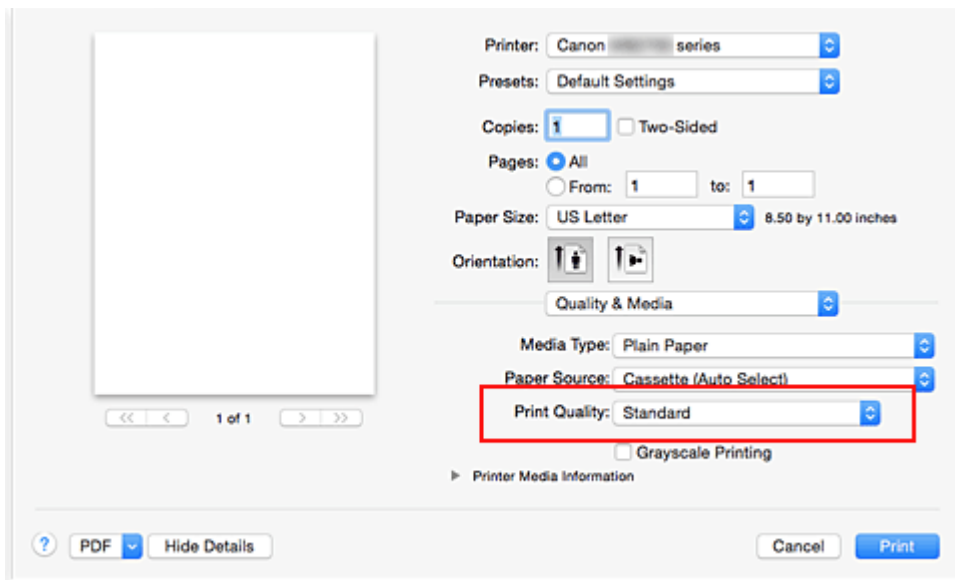 Printer: Canon series
Presets: Default Settings
Copies: 1 Two-Sided
Pages: All
From: 1 to: 1
Paper Size: US Letter 8.50 by 11.00 inches
Orientation:
Quality & Media
Media Type: Plain Paper
Paper Source: Cassette (Auto Select)
Print Quality: Standard
Grayscale Printing
Printer Media Information
<< < 1 of 1 > >>
? PDF Hide Details Cancel Print